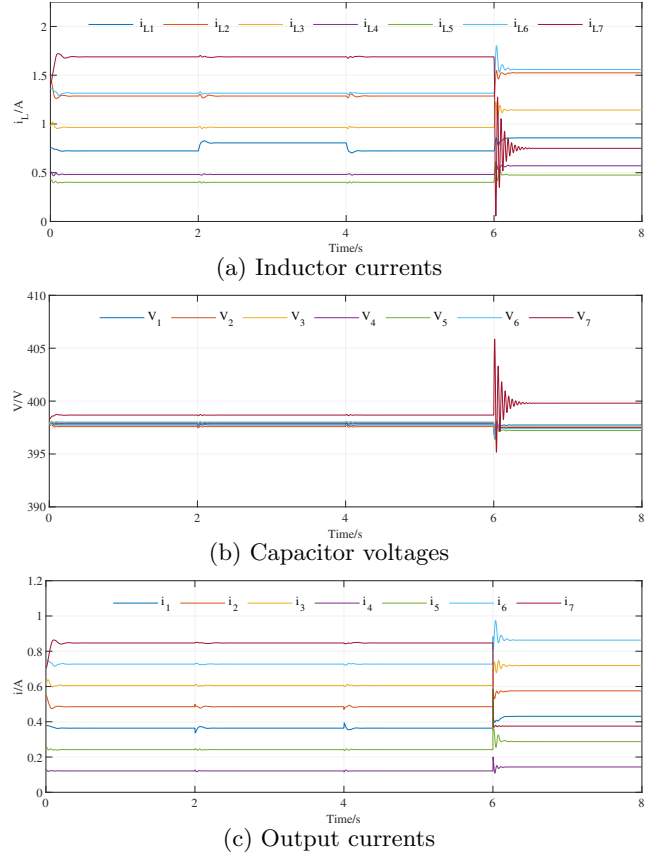 i_L1 i_L2 i_L3 i_L4 i_L5 i_L6 i_L7
2
1.5
1
0.5
0
i_L/A
0 2 4 6 8
Time/s
(a) Inductor currents
410
405
400
395
390
V/V
V_1 V_2 V_3 V_4 V_5 V_6 V_7
0 2 4 6 8
Time/s
(b) Capacitor voltages
1.2
1
0.8
0.6
0.4
0.2
0
i/A
i_1 i_2 i_3 i_4 i_5 i_6 i_7
0 2 4 6 8
Time/s
(c) Output currents